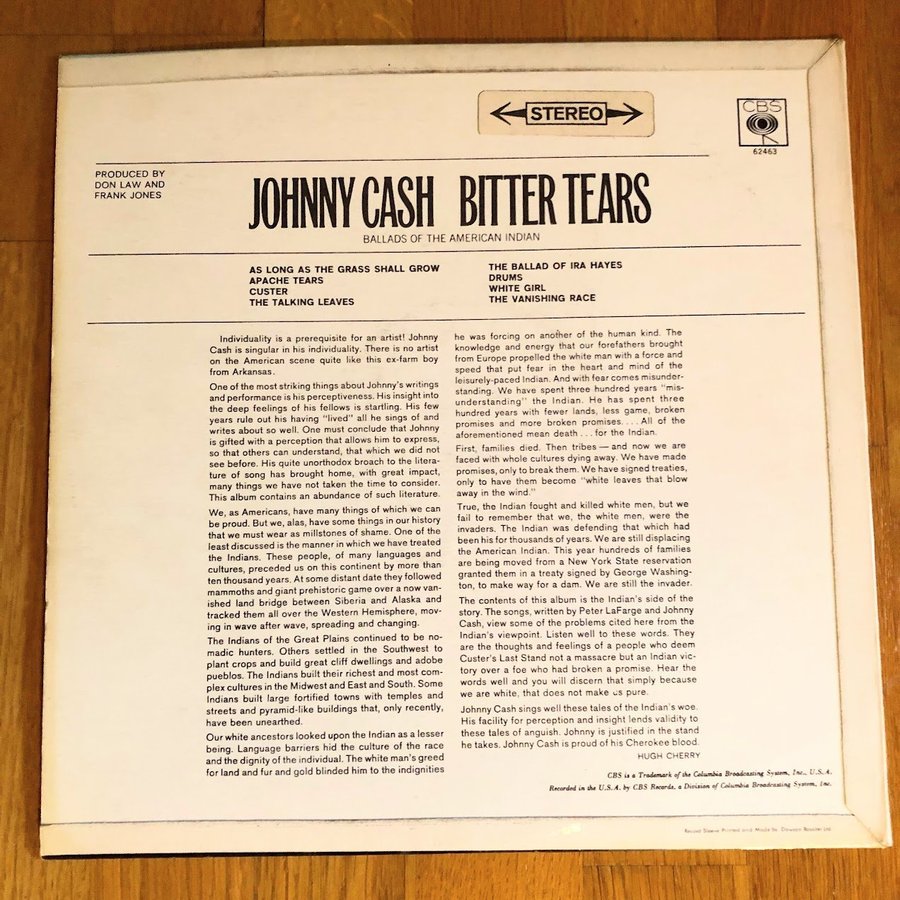 STEREO
CBS
62463
PRODUCED BY
DON LAW AND
FRANK JONES
JOHNNY CASH BITTER TEARS
BALLADS OF THE AMERICAN INDIAN
AS LONG AS THE GRASS SHALL GROW
APACHE TEARS
CUSTER
THE TALKING LEAVES
THE BALLAD OF IRA HAYES
DRUMS
WHITE GIRL
THE VANISHING RACE
Individuality is a prerequisite for an artist! Johnny
Cash is singular in his individuality. There is no artist
on the American scene quite like this ex-farm boy
from Arkansas.
One of the most striking things about Johnny's writings
and performance is his perceptiveness. His insight into
the deep feelings of his fellows is startling. His few
years rule out his having "lived" all he sings of and
writes about so well. One must conclude that Johnny
is gifted with a perception that allows him to express,
so that others can understand, that which we did not
see before. His quite unorthodox broach to the litera-
ture of song has brought home, with great impact,
many things we have not taken the time to consider.
This album contains an abundance of such literature.
We, as Americans, have many things of which we can
be proud. But we, alas, have some things in our history
that we must wear as millstones of shame. One of the
least discussed is the manner in which we have treated
the Indians. These people, of many languages and
cultures, preceded us on this continent by more than
ten thousand years. At some distant date they followed
mammoths and giant prehistoric game over a now van-
ished land bridge between Siberia and Alaska and
tracked them all over the Western Hemisphere, mov-
ing in wave after wave, spreading and changing.
The Indians of the Great Plains continued to be no-
madic hunters. Others settled in the Southwest to
plant crops and build great cliff dwellings and adobe
pueblos. The Indians built their richest and most com-
plex cultures in the Midwest and East and South. Some
Indians built large fortified towns with temples and
streets and pyramid-like buildings that, only recently,
have been unearthed.
Our white ancestors looked upon the Indian as a lesser
being. Language barriers hid the culture of the race
and the dignity of the individual. The white man's greed
for land and fur and gold blinded him to the indignities
he was forcing on another of the human kind. The
knowledge and energy that our forefathers brought
from Europe propelled the white man with a force and
speed that put fear in the heart and mind of the
leisurely-paced Indian. And with fear comes misunder-
standing. We have spent three hundred years "mis-
understanding" the Indian. He has spent three
hundred years with fewer lands, less game, broken
promises and more broken promises. . . . All of the
aforementioned mean death . . . for the Indian.
First, families died. Then tribes — and now we are
faced with whole cultures dying away. We have made
promises, only to break them. We have signed treaties,
only to have them become "white leaves that blow
away in the wind."
True, the Indian fought and killed white men, but we
fail to remember that we, the white men, were the
invaders. The Indian was defending that which had
been his for thousands of years. We are still displacing
the American Indian. This year hundreds of families
are being moved from a New York State reservation
granted them in a treaty signed by George Washing-
ton, to make way for a dam. We are still the invader.
The contents of this album is the Indian's side of the
story. The songs, written by Peter LaFarge and Johnny
Cash, view some of the problems cited here from the
Indian's viewpoint. Listen well to these words. They
are the thoughts and feelings of a people who deem
Custer's Last Stand not a massacre but an Indian vic-
tory over a foe who had broken a promise. Hear the
words well and you will discern that simply because
we are white, that does not make us pure.
Johnny Cash sings well these tales of the Indian's woe.
His facility for perception and insight lends validity to
these tales of anguish. Johnny is justified in the stand
he takes. Johnny Cash is proud of his Cherokee blood.
HUGH CHERRY
CBS is a Trademark of the Columbia Broadcasting System, Inc., U.S.A.
Recorded in the U.S.A. by CBS Records, a Division of Columbia Broadcasting System, Inc.
Record Sleeve Printed and Made by